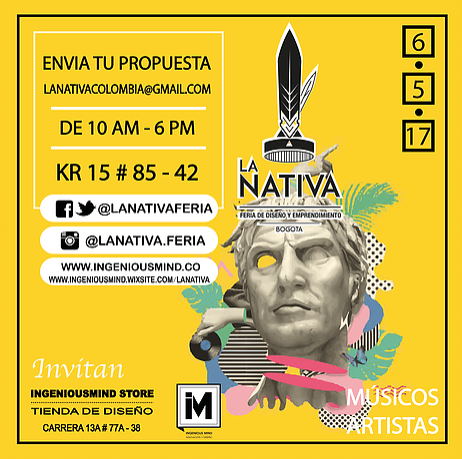 ENVIA TU PROPUESTA
LANATIVACOLOMBIA@GMAIL.COM
DE 10 AM - 6 PM
KR 15 # 85 - 42
@LANATIVAFERIA
@LANATIVA.FERIA
WWW.INGENIOUSMIND.CO
WWW.INGENIOUSMIND.WIXSITE.COM/LANATIVA
6
5
17
LA
NATIVA
FERIA DE DISEÑO Y EMPRENDIMIENTO
BOGOTA
Invitan
INGENIOUSMIND STORE
TIENDA DE DISEÑO
CARRERA 13A # 77A - 38
iM
INGENIOUS MIND
MÚSICOS
ARTISTAS